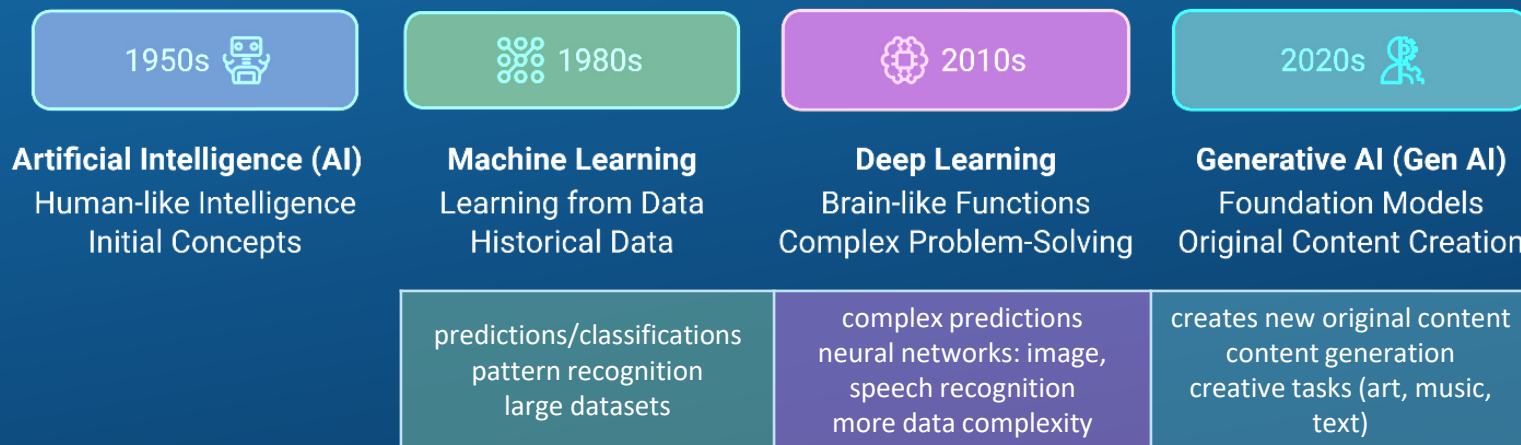 1950s
1980s
2010s
2020s
Artificial Intelligence (AI)
Human-like Intelligence
Initial Concepts
Machine Learning
Learning from Data
Historical Data
Deep Learning
Brain-like Functions
Complex Problem-Solving
Generative AI (Gen AI)
Foundation Models
Original Content Creation
predictions/classifications
pattern recognition
large datasets
complex predictions
neural networks: image,
speech recognition
more data complexity
creates new original content
content generation
creative tasks (art, music,
text)